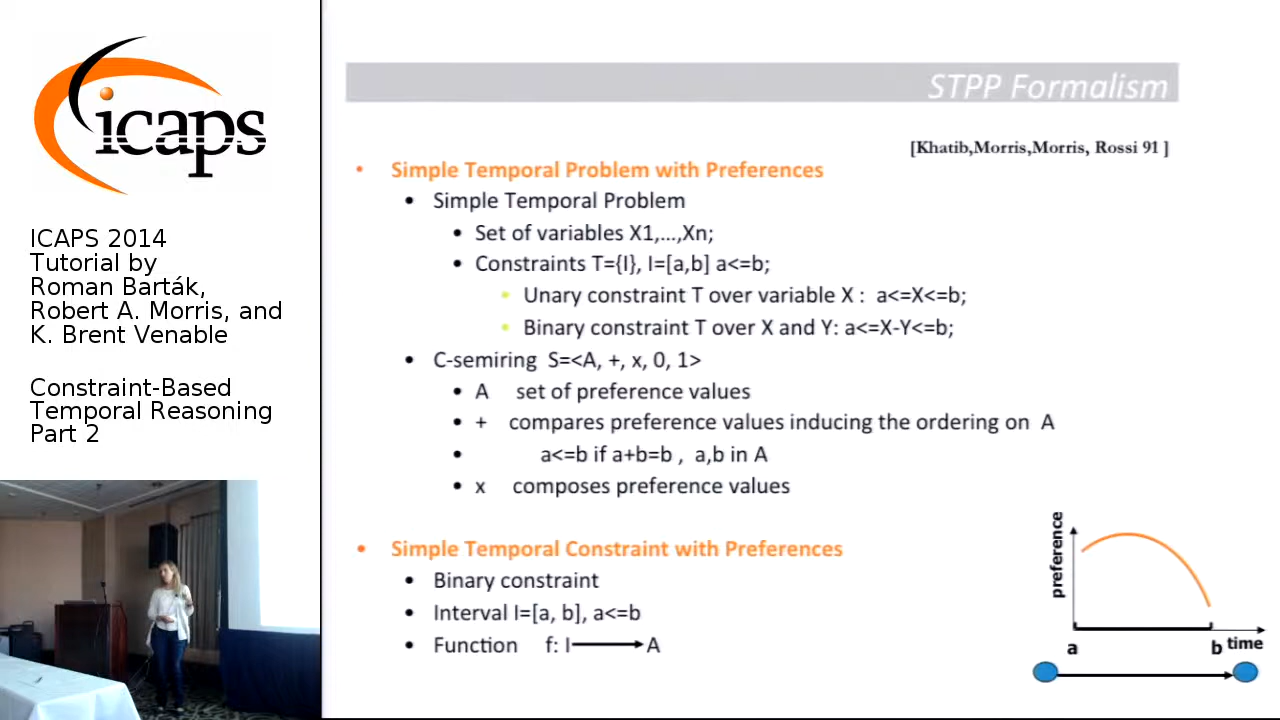 icaps
ICAPS 2014
Tutorial by
Roman Barták,
Robert A. Morris, and
K. Brent Venable
Constraint-Based
Temporal Reasoning
Part 2
STPP Formalism
[Khatib,Morris,Morris, Rossi 91 ]
• Simple Temporal Problem with Preferences
• Simple Temporal Problem
• Set of variables X1,...,Xn;
• Constraints T={I}, I=[a,b] a<=b;
• Unary constraint T over variable X : a<=X<=b;
• Binary constraint T over X and Y: a<=X-Y<=b;
• C-semiring S=<A, +, x, 0, 1>
• A set of preference values
• + compares preference values inducing the ordering on A
• a<=b if a+b=b , a,b in A
• x composes preference values
• Simple Temporal Constraint with Preferences
• Binary constraint
• Interval I=[a, b], a<=b
• Function f: I ⟶ A
preference
a b time